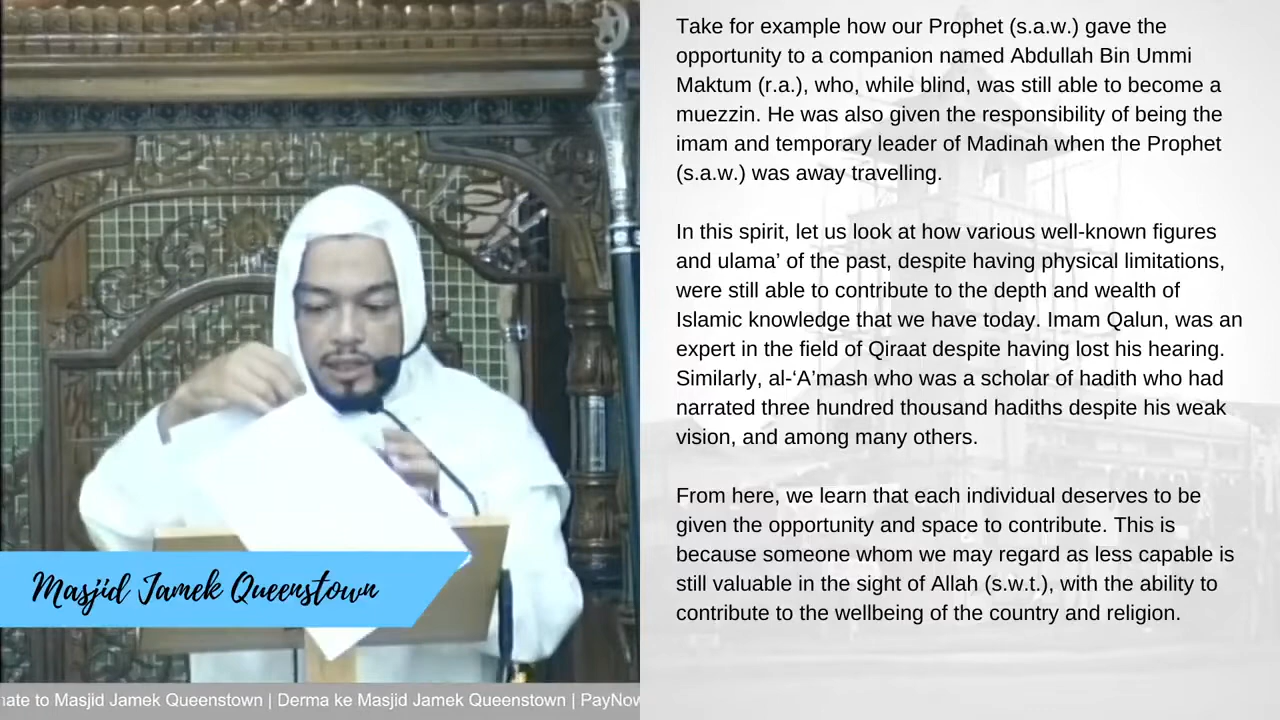 Take for example how our Prophet (s.a.w.) gave the
opportunity to a companion named Abdullah Bin Ummi
Maktum (r.a.), who, while blind, was still able to become a
muezzin. He was also given the responsibility of being the
imam and temporary leader of Madinah when the Prophet
(s.a.w.) was away travelling.
In this spirit, let us look at how various well-known figures
and ulama’ of the past, despite having physical limitations,
were still able to contribute to the depth and wealth of
Islamic knowledge that we have today. Imam Qalun, was an
expert in the field of Qiraat despite having lost his hearing.
Similarly, al-‘A’mash who was a scholar of hadith who had
narrated three hundred thousand hadiths despite his weak
vision, and among many others.
From here, we learn that each individual deserves to be
given the opportunity and space to contribute. This is
because someone whom we may regard as less capable is
still valuable in the sight of Allah (s.w.t.), with the ability to
contribute to the wellbeing of the country and religion.
Masjid Jamek Queenstown
to Masjid Jamek Queenstown | Derma ke Masjid Jamek Queenstown | PayNow